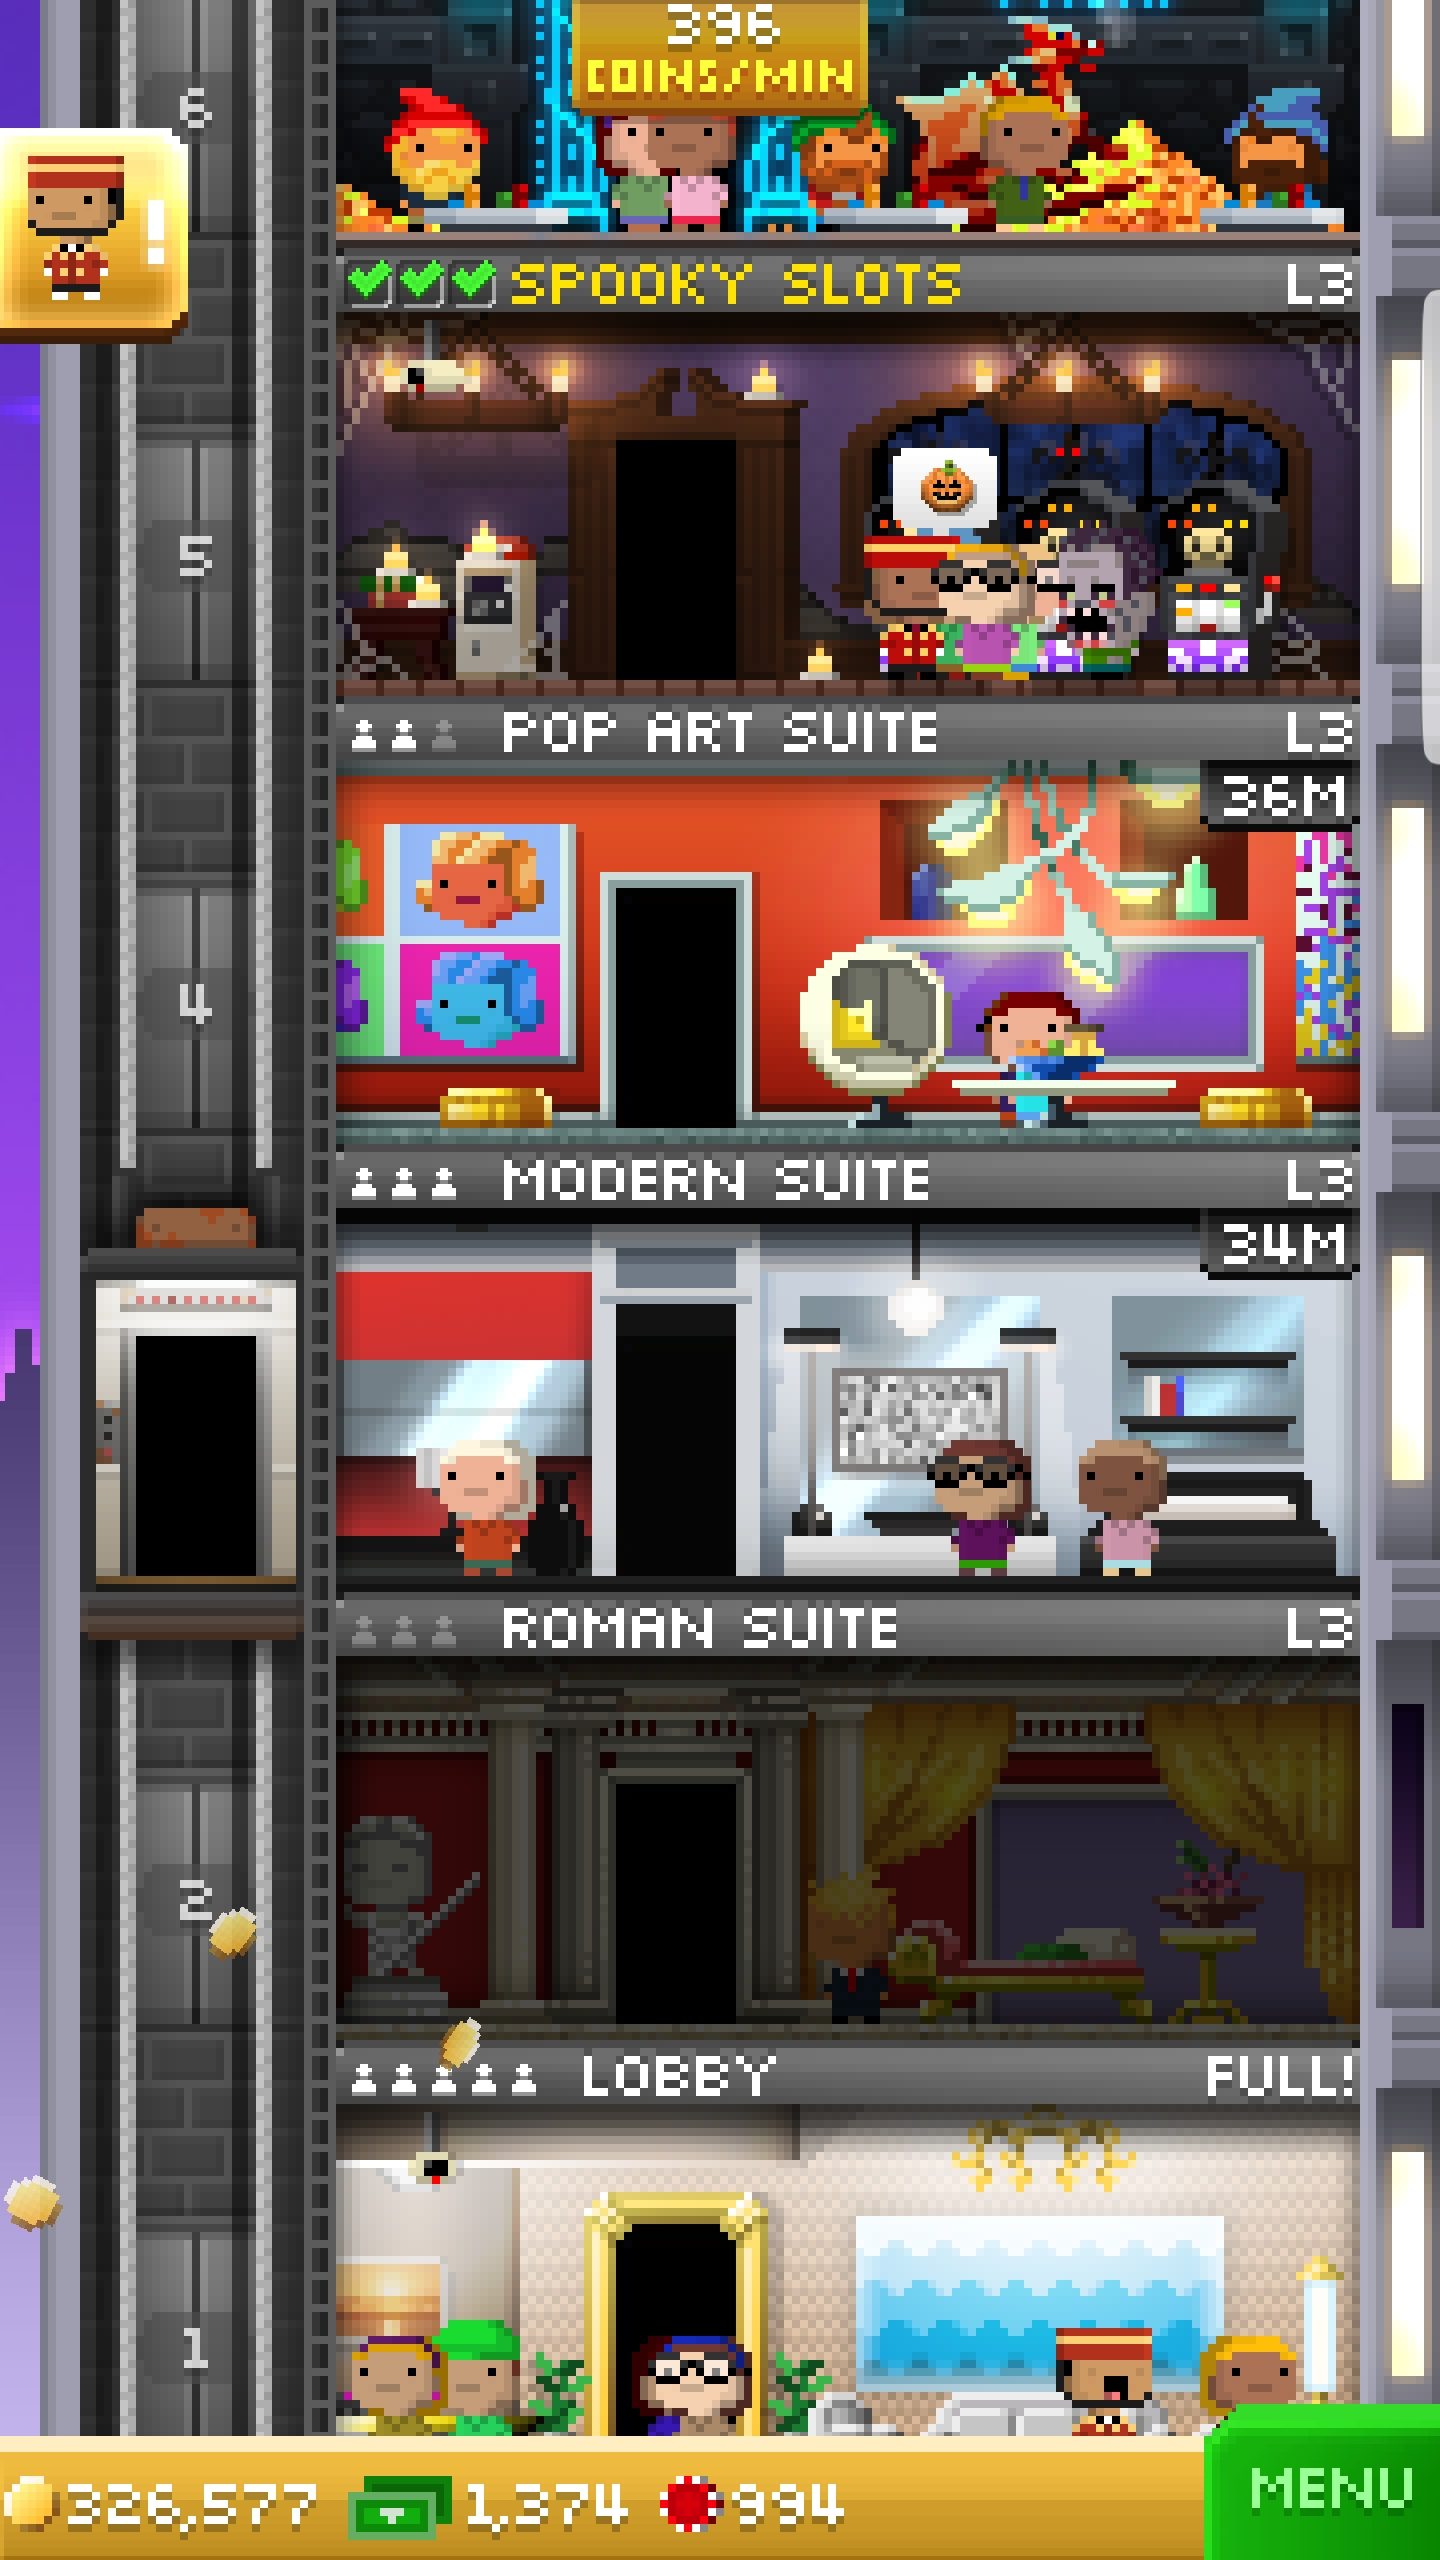 396
COINS/MIN
6
!
SPOOKY SLOTS L3
5
POP ART SUITE L3
36M
4
MODERN SUITE L3
34M
ROMAN SUITE L3
2
LOBBY FULL!
1
326,577 1,374 994 MENU